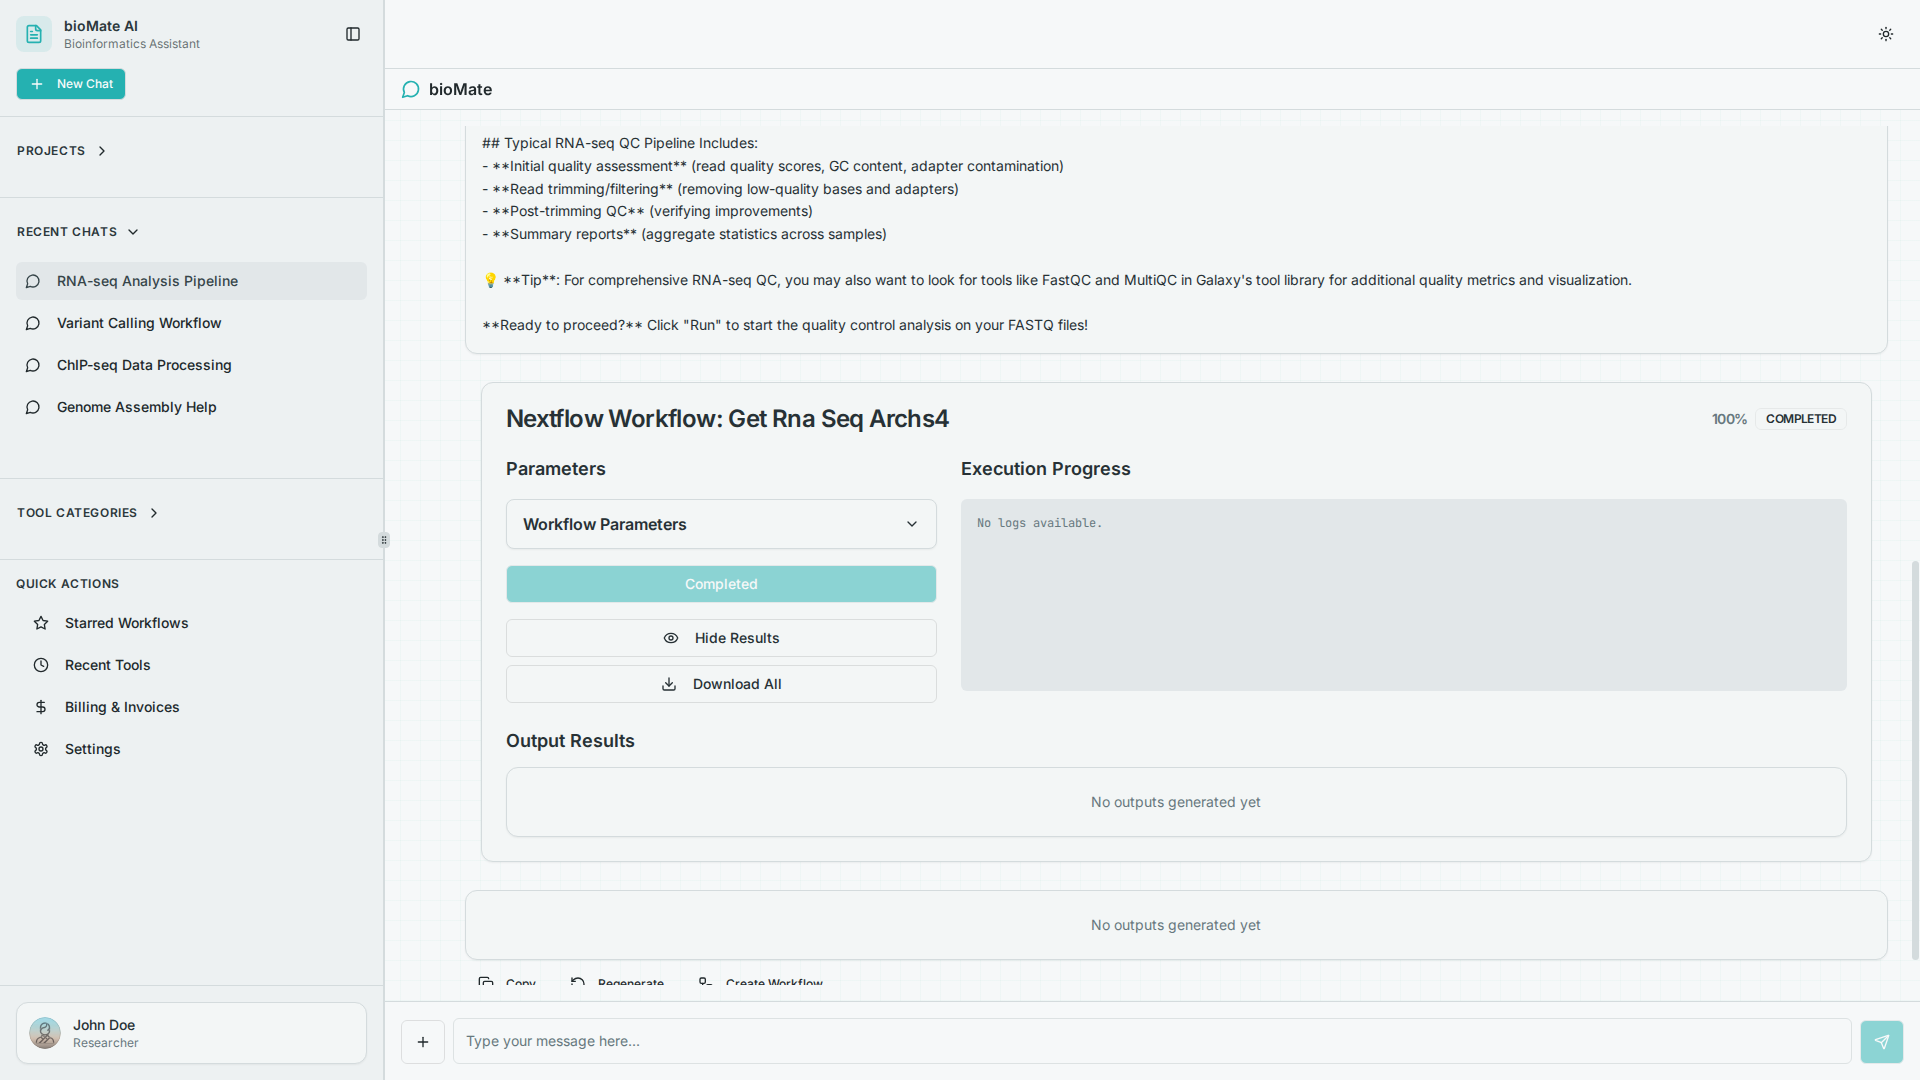 bioMate AI
Bioinformatics Assistant
New Chat
PROJECTS
RECENT CHATS
RNA-seq Analysis Pipeline
Variant Calling Workflow
ChIP-seq Data Processing
Genome Assembly Help
TOOL CATEGORIES
QUICK ACTIONS
Starred Workflows
Recent Tools
Billing & Invoices
Settings
John Doe
Researcher
bioMate
## Typical RNA-seq QC Pipeline Includes:
- **Initial quality assessment** (read quality scores, GC content, adapter contamination)
- **Read trimming/filtering** (removing low-quality bases and adapters)
- **Post-trimming QC** (verifying improvements)
- **Summary reports** (aggregate statistics across samples)
💡 **Tip**: For comprehensive RNA-seq QC, you may also want to look for tools like FastQC and MultiQC in Galaxy's tool library for additional quality metrics and visualization.
**Ready to proceed?** Click "Run" to start the quality control analysis on your FASTQ files!
Nextflow Workflow: Get Rna Seq Archs4
100% COMPLETED
Parameters
Workflow Parameters
Completed
Hide Results
Download All
Execution Progress
No logs available.
Output Results
No outputs generated yet
No outputs generated yet
Copy Regenerate Create Workflow
Type your message here...